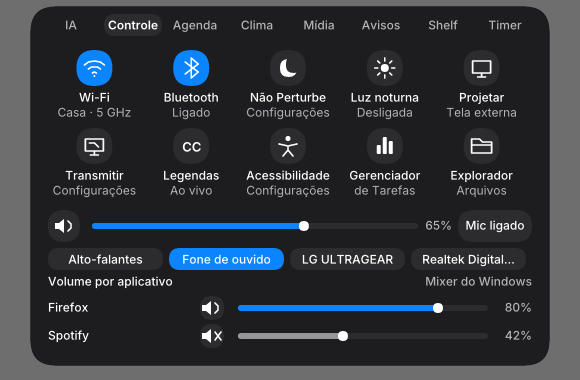 IA Controle Agenda Clima Mídia Avisos Shelf Timer
Wi-Fi Bluetooth Não Perturbe Luz noturna Projetar
Casa · 5 GHz Ligado Configurações Desligada Tela externa
CC
Transmitir Legendas Acessibilidade Gerenciador Explorador
Configurações Ao vivo Configurações de Tarefas Arquivos
65% Mic ligado
Alto-falantes Fone de ouvido LG ULTRAGEAR Realtek Digital...
Volume por aplicativo Mixer do Windows
Firefox 80%
Spotify 42%